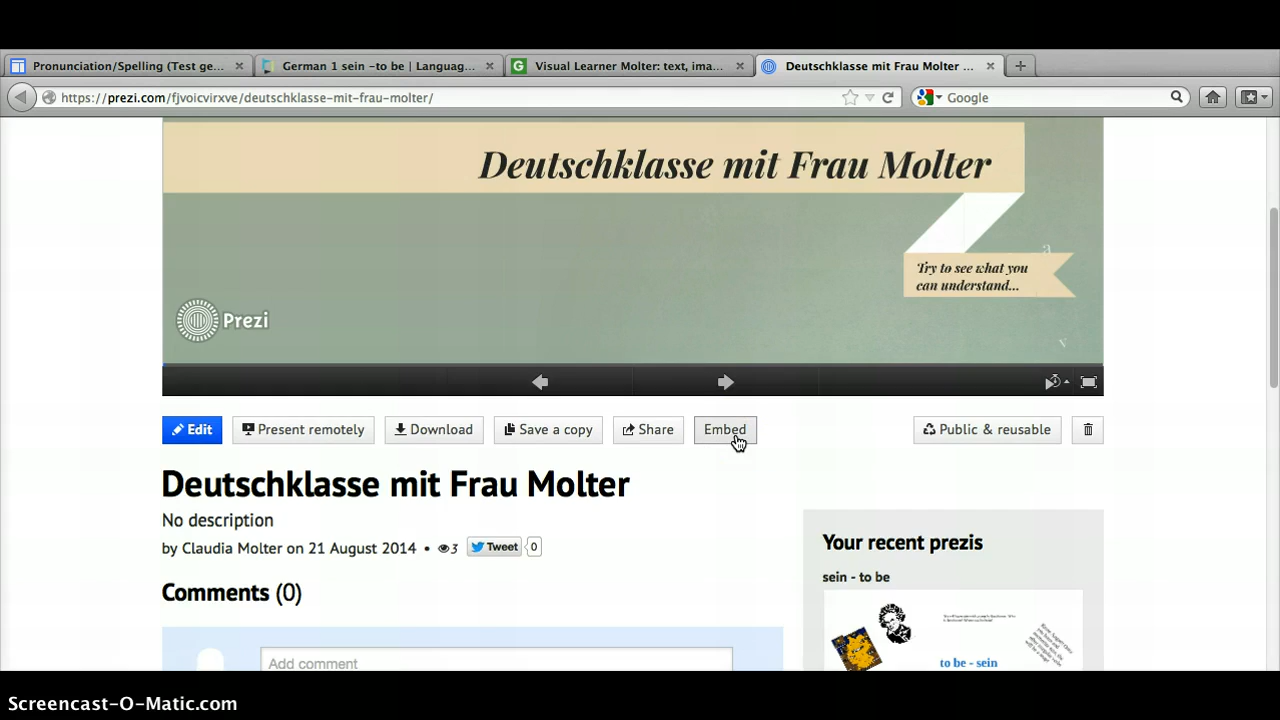 Pronunciation/Spelling (Test ge...
German 1 sein -to be | Languag...
Visual Learner Molter: text, ima...
Deutschklasse mit Frau Molter ...
https://prezi.com/fjvoicvirxve/deutschklasse-mit-frau-molter/
Google
Deutschklasse mit Frau Molter
a
Try to see what you
can understand...
Prezi
v
Edit
Present remotely
Download
Save a copy
Share
Embed
Public & reusable
Deutschklasse mit Frau Molter
No description
by Claudia Molter on 21 August 2014 • 3 Tweet 0
Your recent prezis
Comments (0)
sein - to be
Add comment
to be - sein
Screencast-O-Matic.com